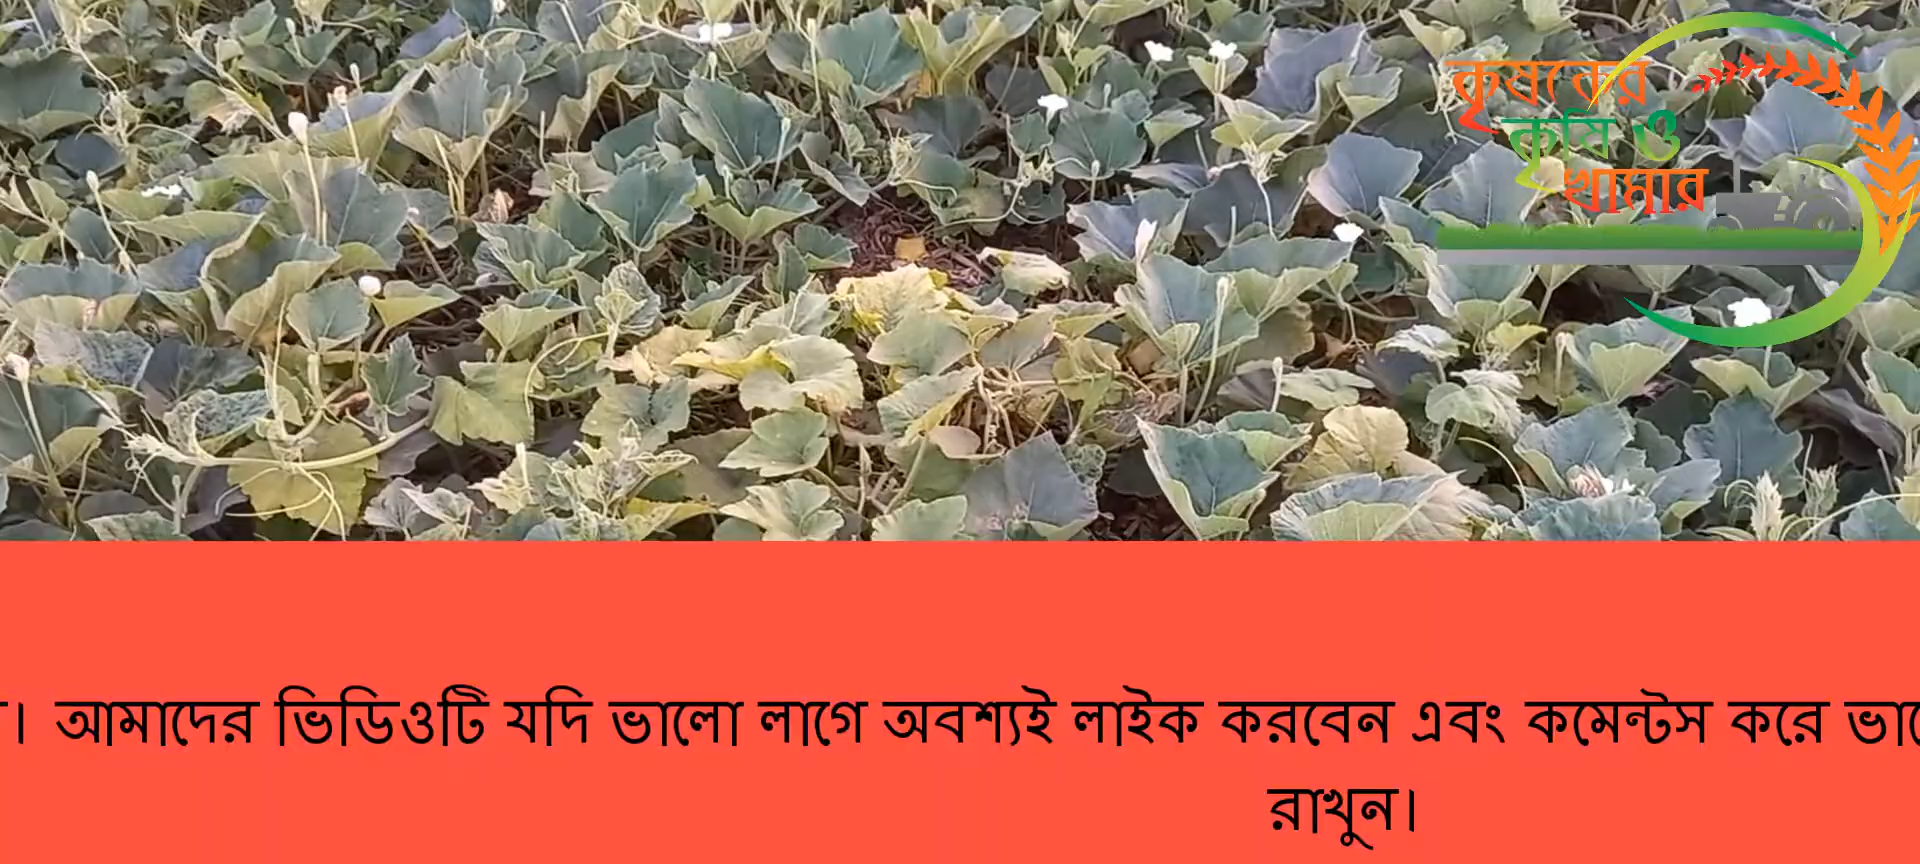 কৃষকের
কৃষি ও
খামার
। আমাদের ভিডিওটি যদি ভালো লাগে অবশ্যই লাইক করবেন এবং কমেন্টস করে
রাখুন।